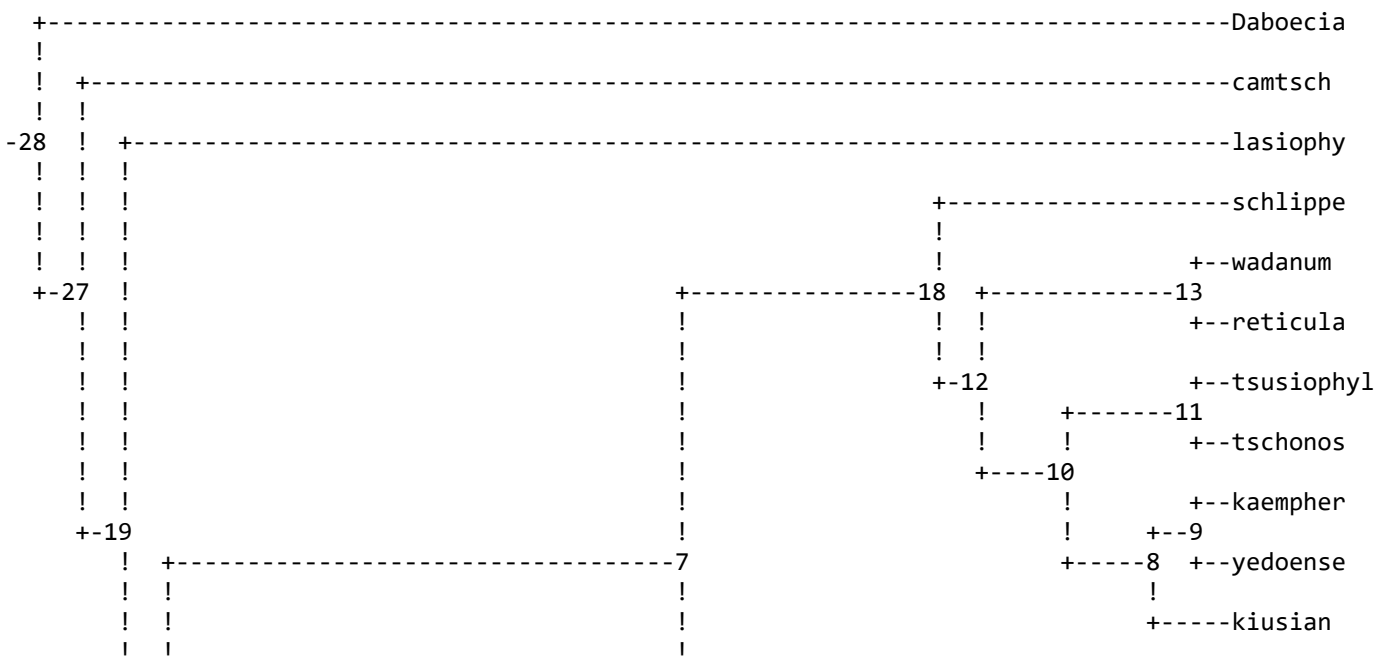 +-----------------------------------------------------------------------------------Daboecia
  !
  !  +--------------------------------------------------------------------------------camtsch
  !  !
-28  !  +-----------------------------------------------------------------------------lasiophy
  !  !  !
  !  !  !                                                         +--------------------schlippe
  !  !  !                                                         !
  !  !  !                                                         !                 +--wadanum
  +-27  !                                       +----------------18  +-------------13
     !  !                                       !                 !  !              +--reticula
     !  !                                       !                 !  !
     !  !                                       !                 +-12              +--tsusiophyl
     !  !                                       !                    !     +-------11
     !  !                                       !                    !     !        +--tschonos
     !  !                                       !                    +----10
     !  !                                       !                          !        +--kaempher
     +-19                                       !                          !     +--9
        !  +-----------------------------------7                          +-----8  +--yedoense
        !  !                                    !                                !
        !  !                                    !                                +-----kiusian
        !  !                                    !